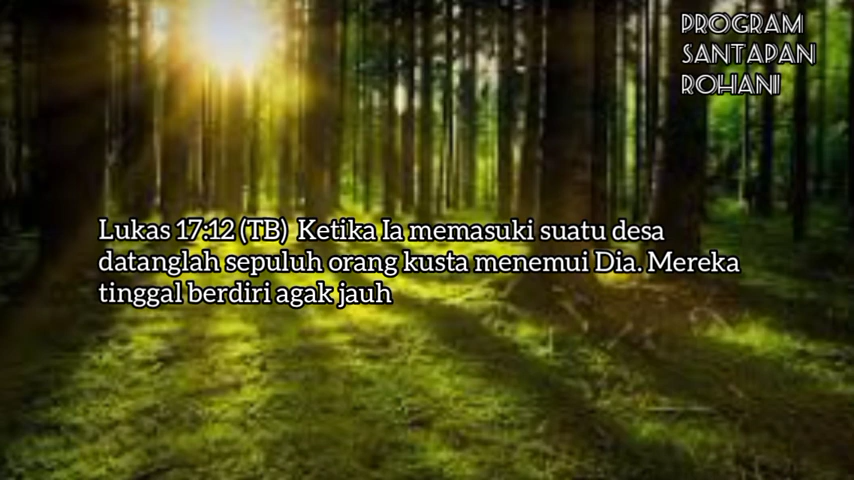 PROGRAM
SANTAPAN
ROHANI
Lukas 17:12 (TB) Ketika Ia memasuki suatu desa
datanglah sepuluh orang kusta menemui Dia. Mereka
tinggal berdiri agak jauh